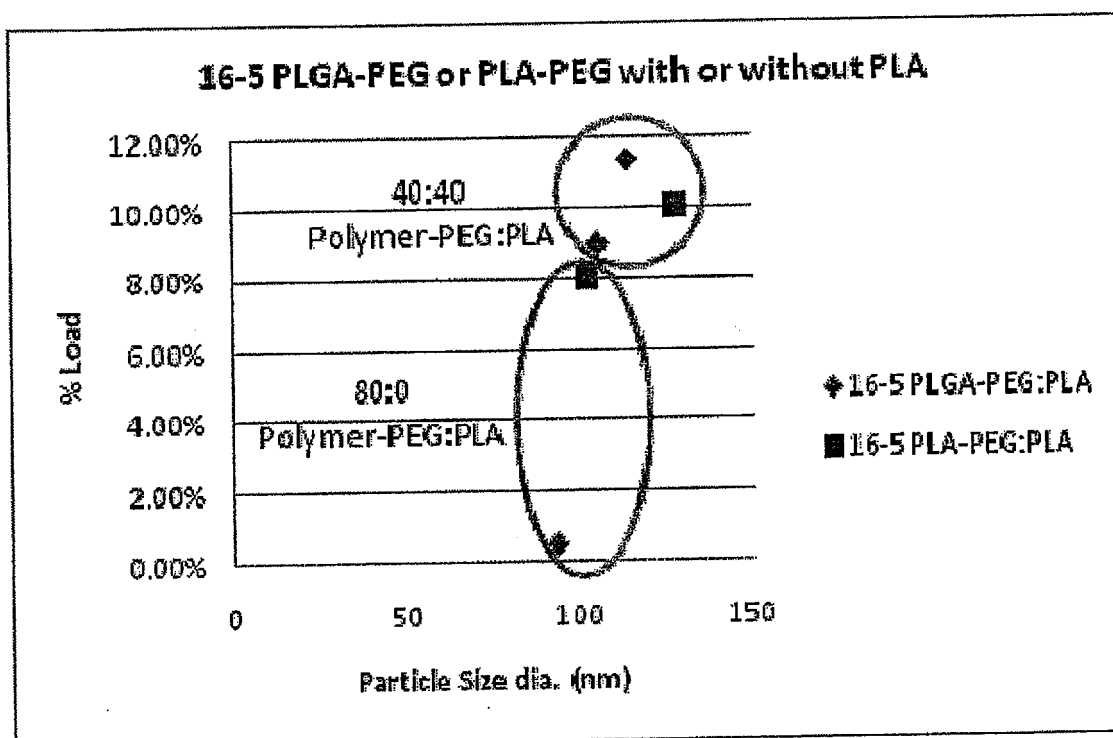 16-5 PLGA-PEG or PLA-PEG with or without PLA
12.00%
10.00%
8.00%
6.00%
4.00%
2.00%
0.00%
% Load
40:40
Polymer-PEG:PLA
80:0
Polymer-PEG:PLA
16-5 PLGA-PEG:PLA
16-5 PLA-PEG:PLA
0
50
100
150
Particle Size dia. (nm)